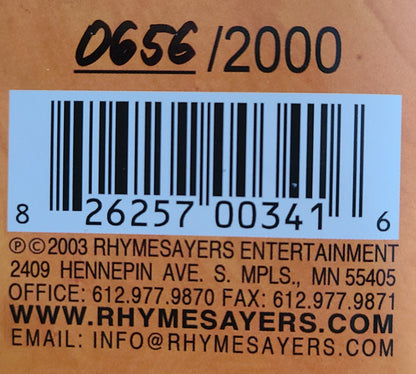 0656/2000
8 26257 00341 6
℗©2003 RHYMESAYERS ENTERTAINMENT
2409 HENNEPIN AVE. S. MPLS., MN 55405
OFFICE: 612.977.9870 FAX: 612.977.9871
WWW.RHYMESAYERS.COM
EMAIL: INFO@RHYMESAYERS.COM